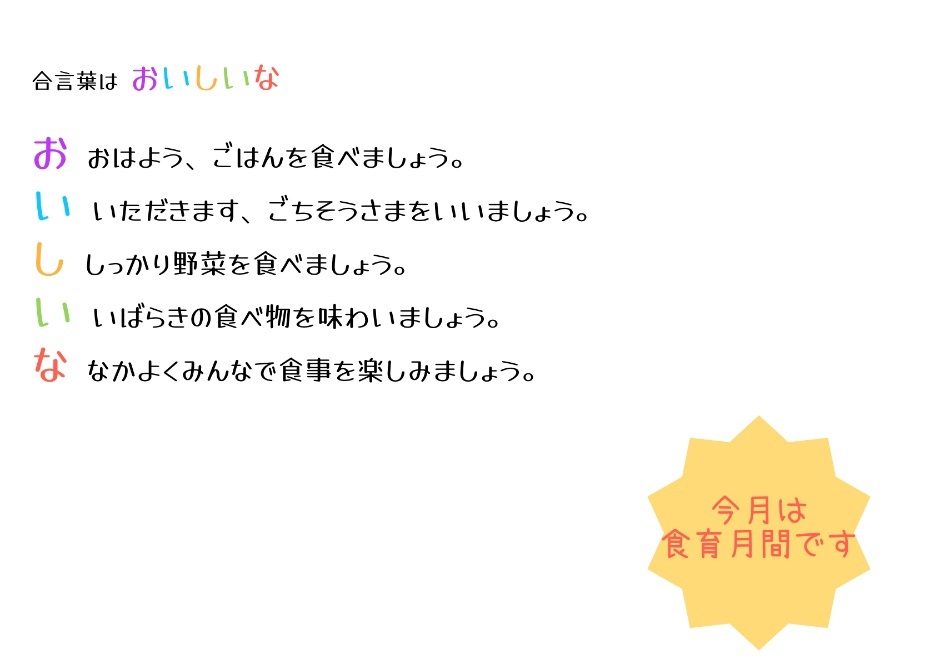 合言葉は おいしいな
お おはよう、ごはんを食べましょう。
い いただきます、ごちそうさまをいいましょう。
し しっかり野菜を食べましょう。
い いばらきの食べ物を味わいましょう。
な なかよくみんなで食事を楽しみましょう。
今月は
食育月間です